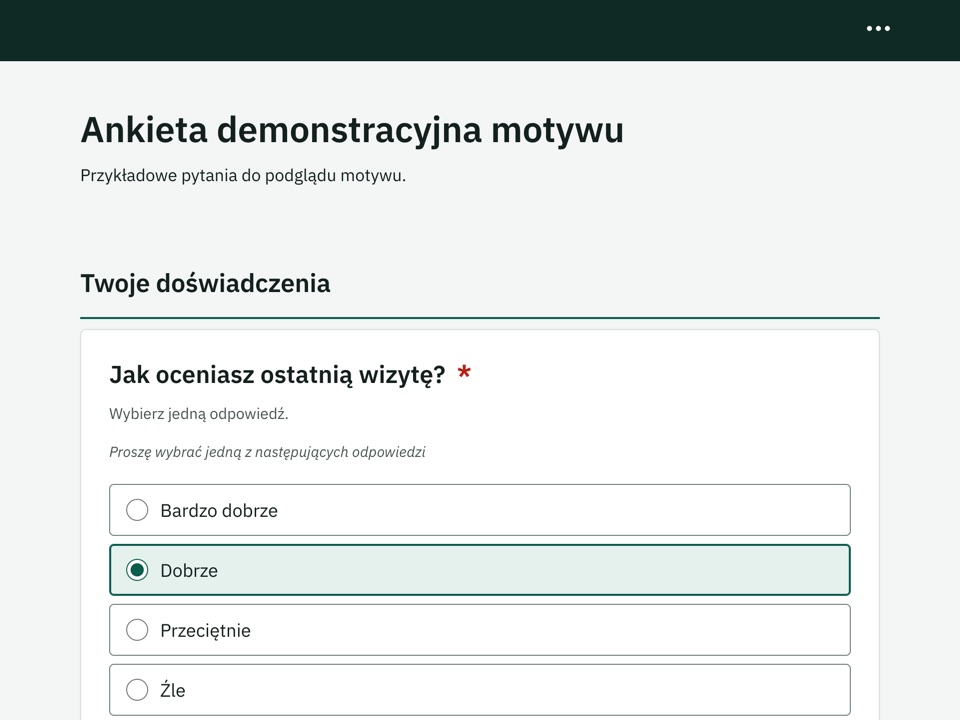 Ankieta demonstracyjna motywu
Przykładowe pytania do podglądu motywu.
Twoje doświadczenia
Jak oceniasz ostatnią wizytę? *
Wybierz jedną odpowiedź.
Proszę wybrać jedną z następujących odpowiedzi
Bardzo dobrze
Dobrze
Przeciętnie
Źle